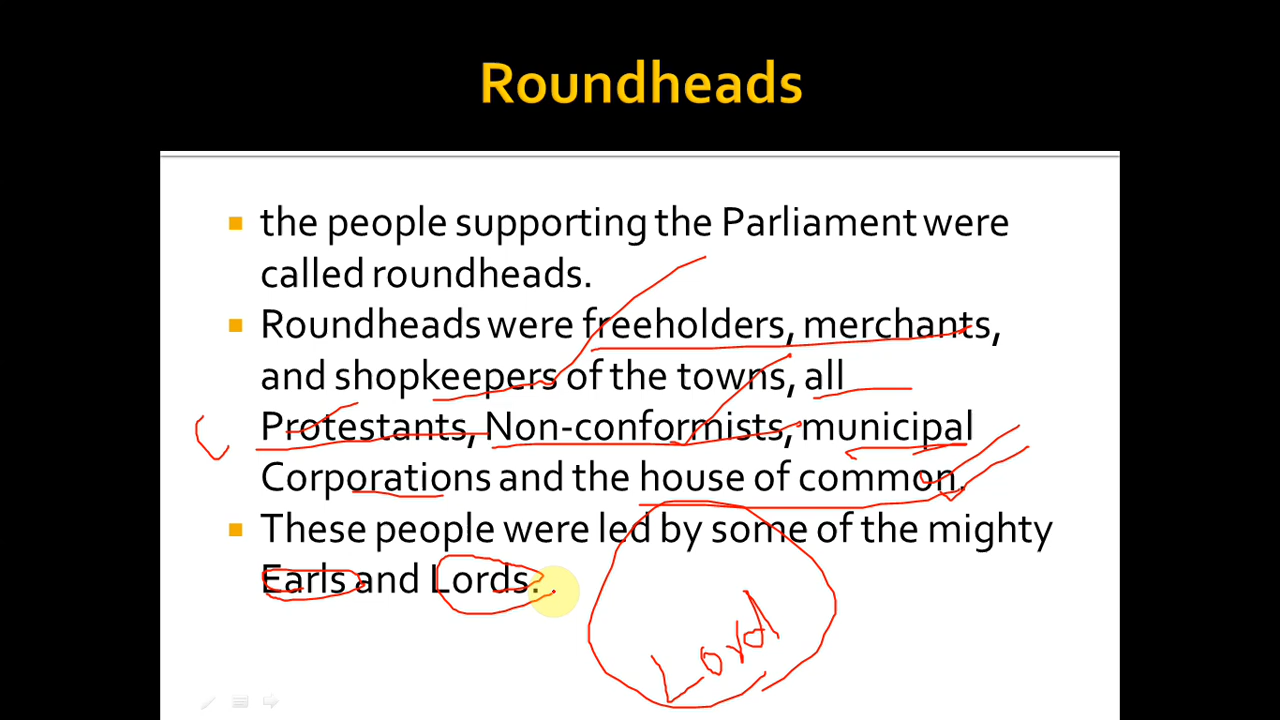 Roundheads
the people supporting the Parliament were
called roundheads.
Roundheads were freeholders, merchants,
and shopkeepers of the towns, all
Protestants, Non-conformists, municipal
Corporations and the house of common.
These people were led by some of the mighty
Earls and Lords.
Lord